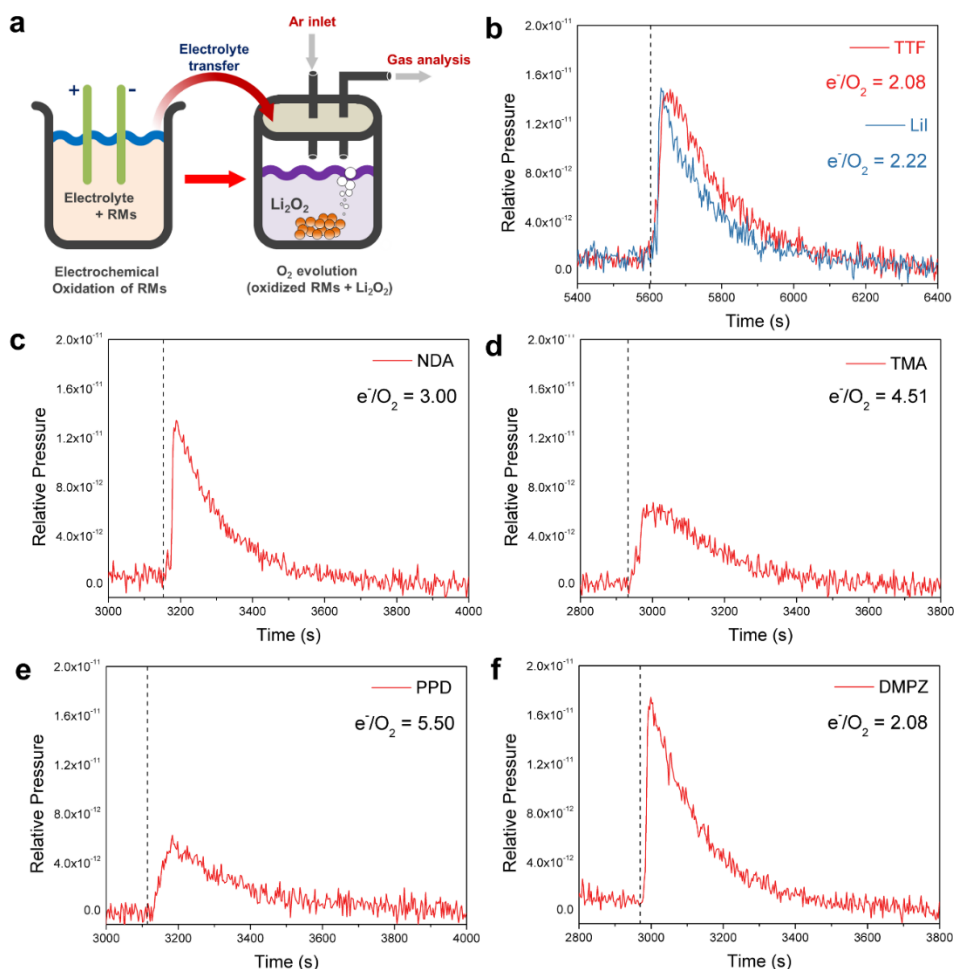 a
Ar inlet
Electrolyte
transfer
Gas analysis
+
-
Electrolyte
+ RMs
Li₂O₂
Electrochemical
Oxidation of RMs
O₂ evolution
(oxidized RMs + Li₂O₂)
b
2.0x10⁻¹¹
1.6x10⁻¹¹
1.2x10⁻¹¹
8.0x10⁻¹²
4.0x10⁻¹²
0.0
Relative Pressure
TTF
e⁻/O₂ = 2.08
LiI
e⁻/O₂ = 2.22
5400 5600 5800 6000 6200 6400
Time (s)
c
2.0x10⁻¹¹
1.6x10⁻¹¹
1.2x10⁻¹¹
8.0x10⁻¹²
4.0x10⁻¹²
0.0
Relative Pressure
NDA
e⁻/O₂ = 3.00
3000 3200 3400 3600 3800 4000
Time (s)
d
2.0x10⁻¹¹
1.6x10⁻¹¹
1.2x10⁻¹¹
8.0x10⁻¹²
4.0x10⁻¹²
0.0
Relative Pressure
TMA
e⁻/O₂ = 4.51
2800 3000 3200 3400 3600 3800
Time (s)
e
2.0x10⁻¹¹
1.6x10⁻¹¹
1.2x10⁻¹¹
8.0x10⁻¹²
4.0x10⁻¹²
0.0
Relative Pressure
PPD
e⁻/O₂ = 5.50
3000 3200 3400 3600 3800 4000
Time (s)
f
2.0x10⁻¹¹
1.6x10⁻¹¹
1.2x10⁻¹¹
8.0x10⁻¹²
4.0x10⁻¹²
0.0
Relative Pressure
DMPZ
e⁻/O₂ = 2.08
2800 3000 3200 3400 3600 3800
Time (s)